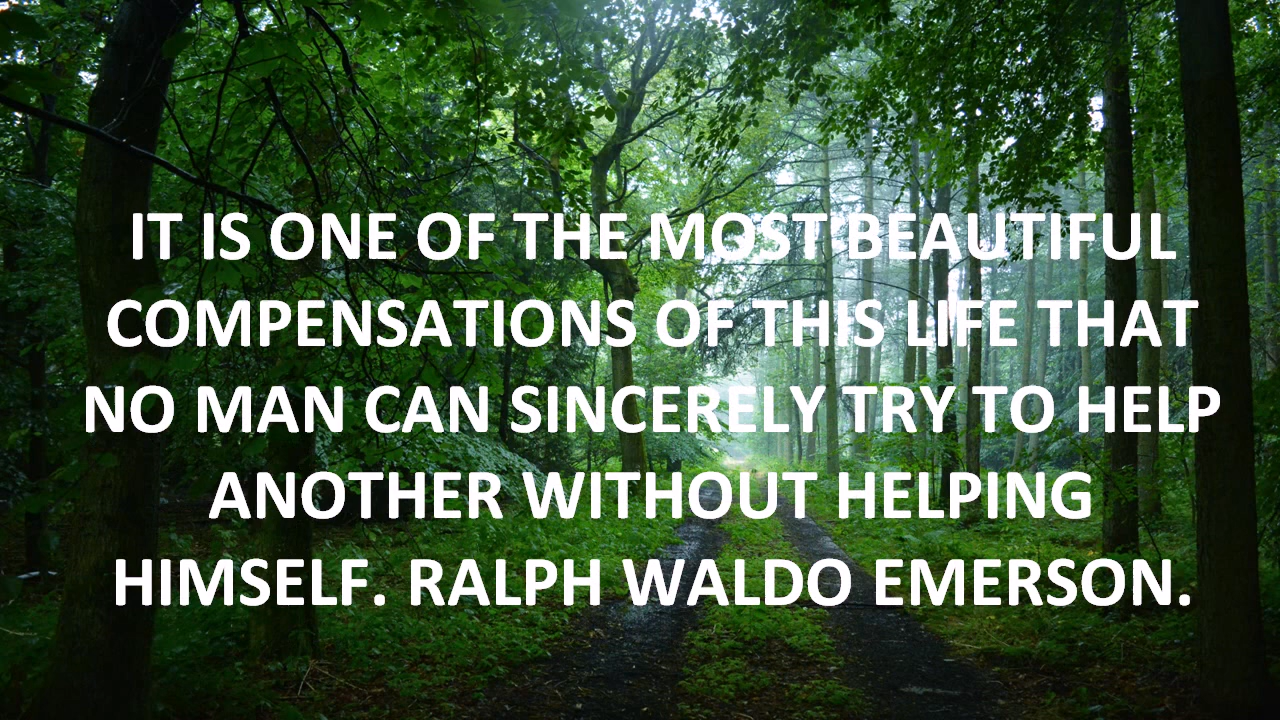 IT IS ONE OF THE MOST BEAUTIFUL
COMPENSATIONS OF THIS LIFE THAT
NO MAN CAN SINCERELY TRY TO HELP
ANOTHER WITHOUT HELPING
HIMSELF. RALPH WALDO EMERSON.